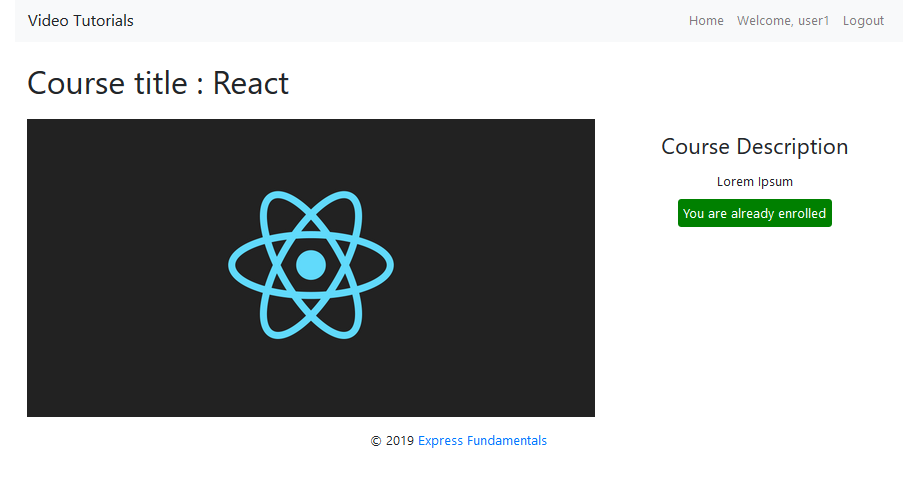 Video Tutorials Home Welcome, user1 Logout
Course title : React
Course Description
Lorem Ipsum
You are already enrolled
© 2019 Express Fundamentals